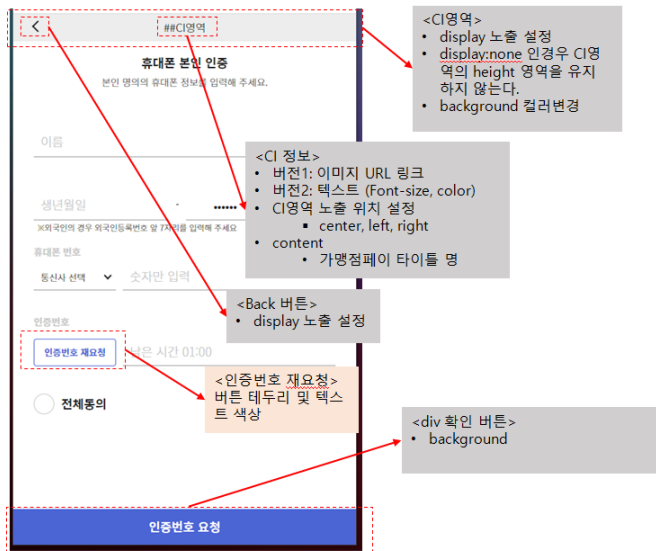 ##CI영역
휴대폰 본인 인증
본인 명의의 휴대폰 정보를 입력해 주세요.
이름
생년월일
-
••••••
※외국인의 경우 외국인등록번호 앞 7자리를 입력해 주세요
휴대폰 번호
통신사 선택
숫자만 입력
인증번호
인증번호 재요청
남은 시간 01:00
전체동의
인증번호 요청
<CI영역>
• display 노출 설정
• display:none 인경우 CI영
역의 height 영역을 유지
하지 않는다.
• background 컬러변경
<CI 정보>
• 버전1: 이미지 URL 링크
• 버전2: 텍스트 (Font-size, color)
• CI영역 노출 위치 설정
▪ center, left, right
• content
• 가맹점페이 타이틀 명
<Back 버튼>
• display 노출 설정
<인증번호 재요청>
버튼 테두리 및 텍스
트 색상
<div 확인 버튼>
• background